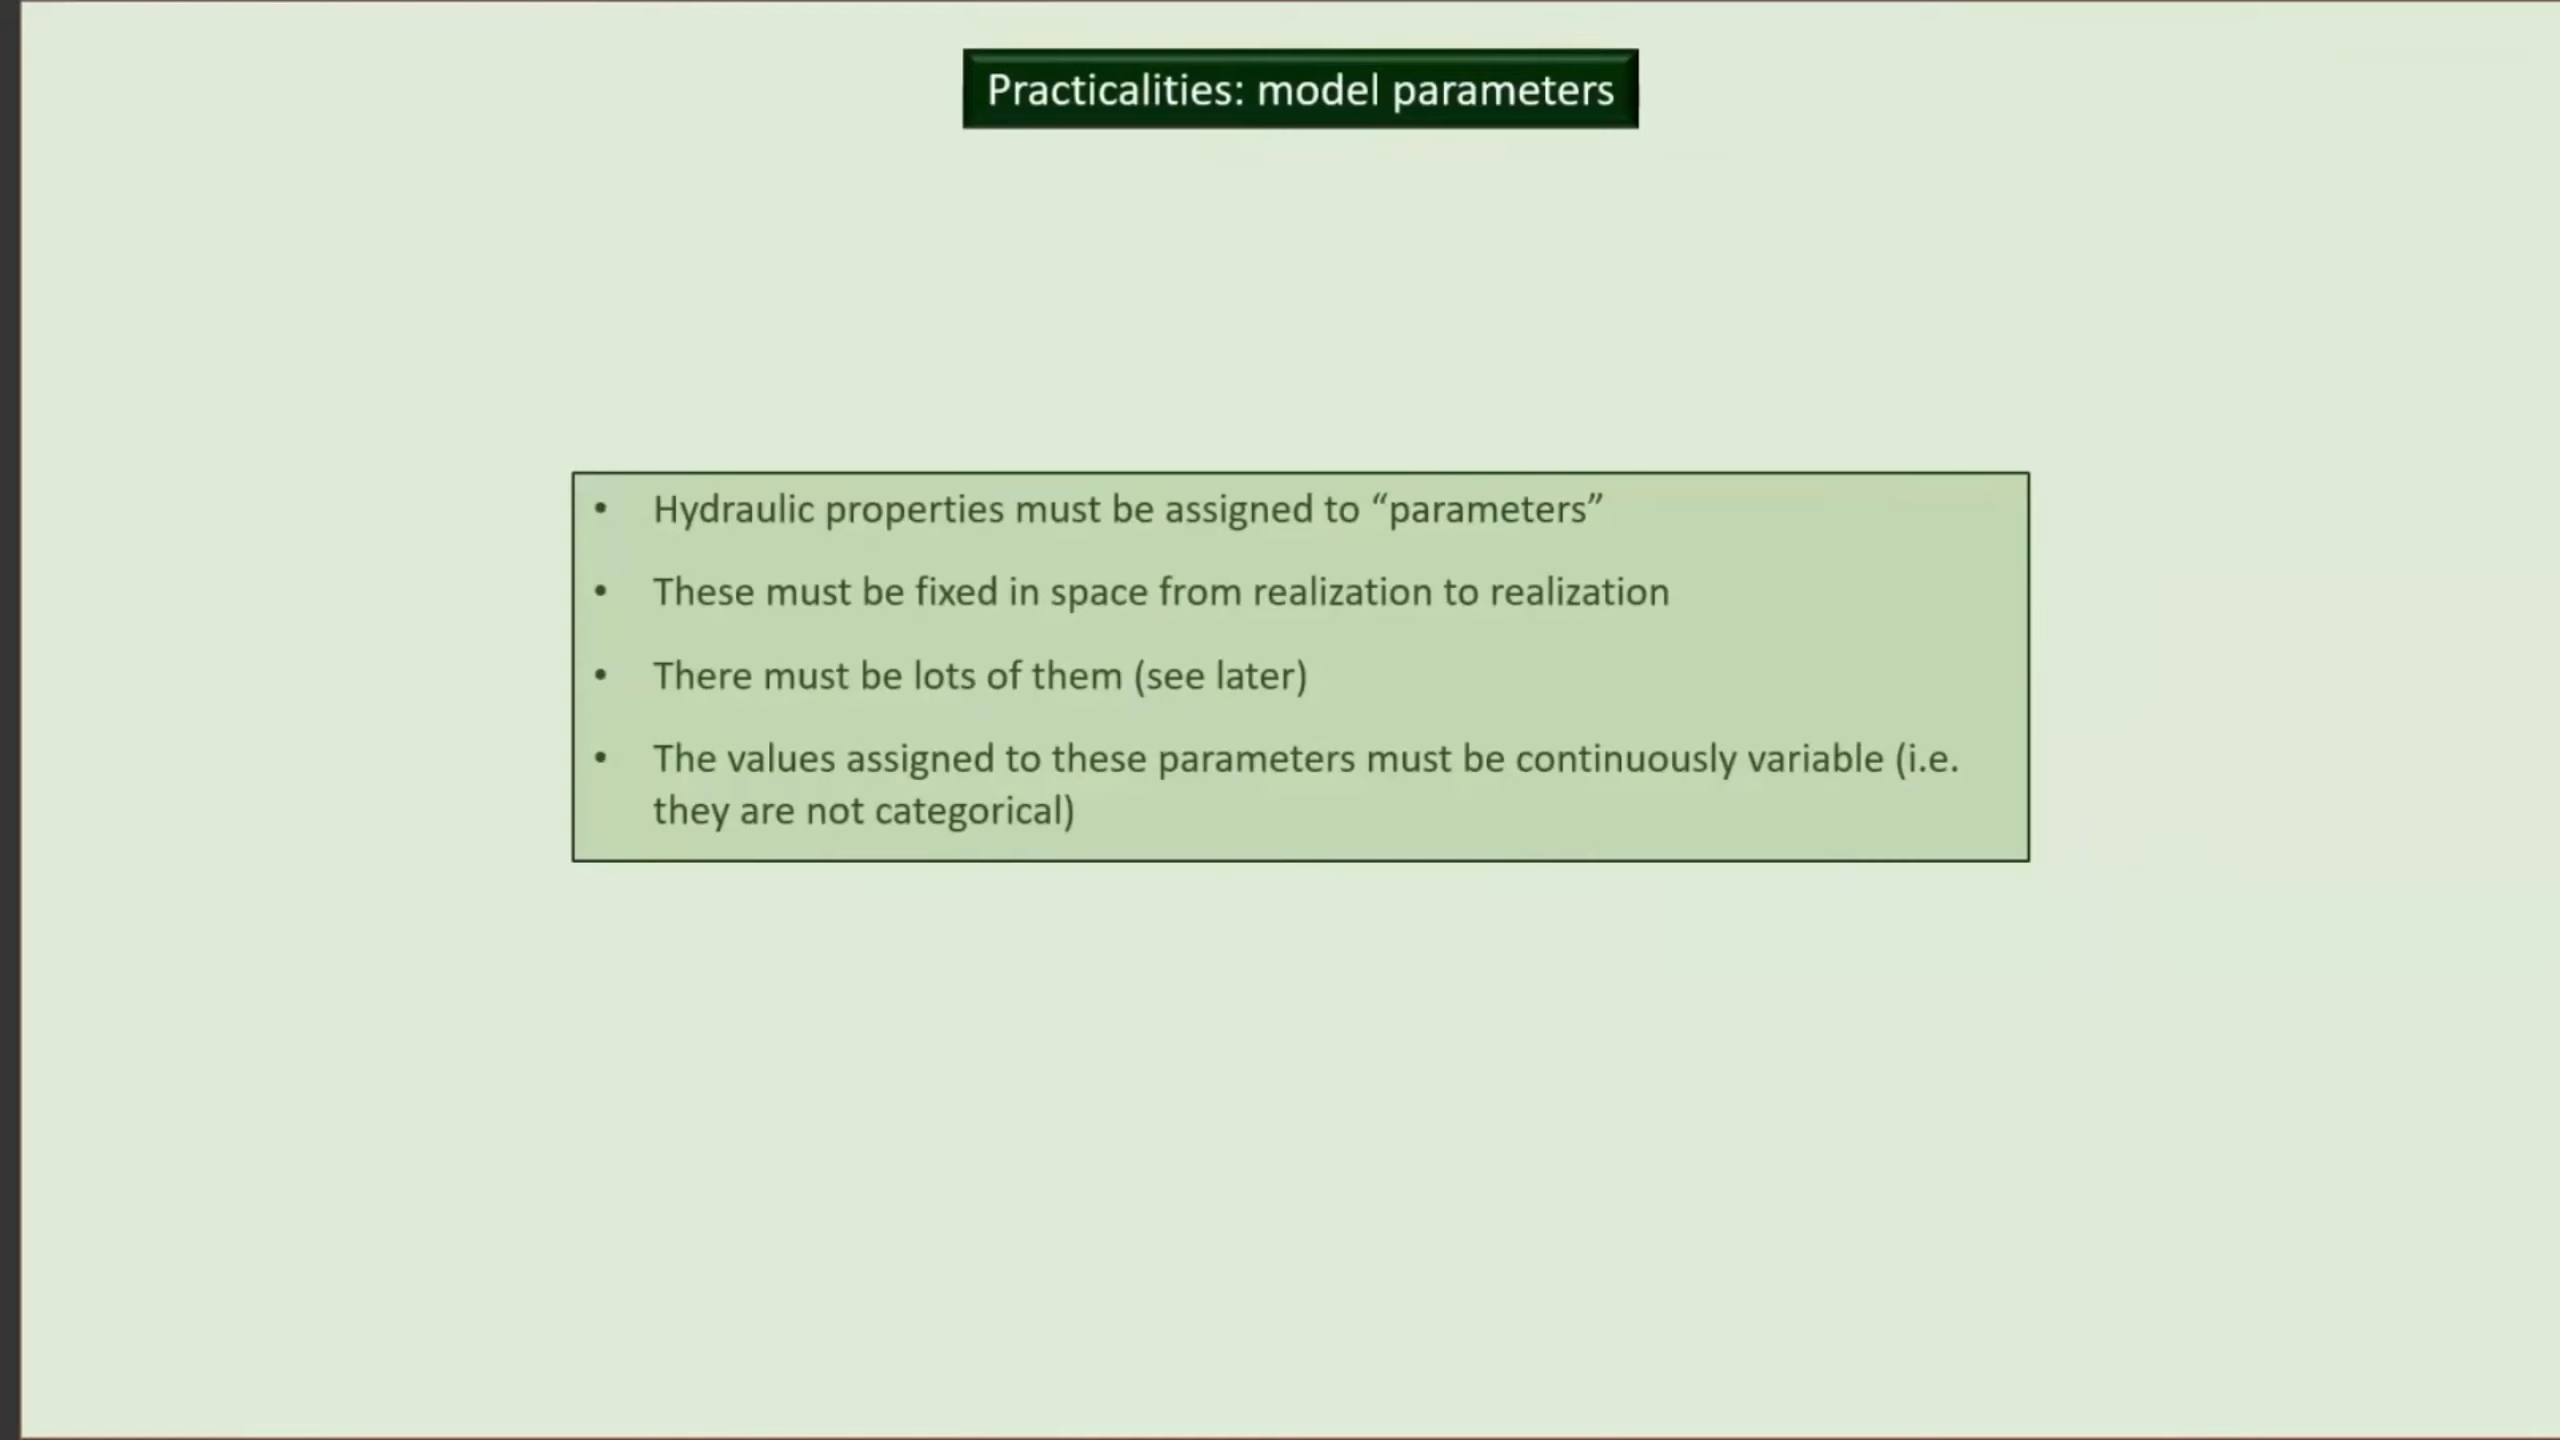 Practicalities: model parameters
• Hydraulic properties must be assigned to “parameters”
• These must be fixed in space from realization to realization
• There must be lots of them (see later)
• The values assigned to these parameters must be continuously variable (i.e.
they are not categorical)